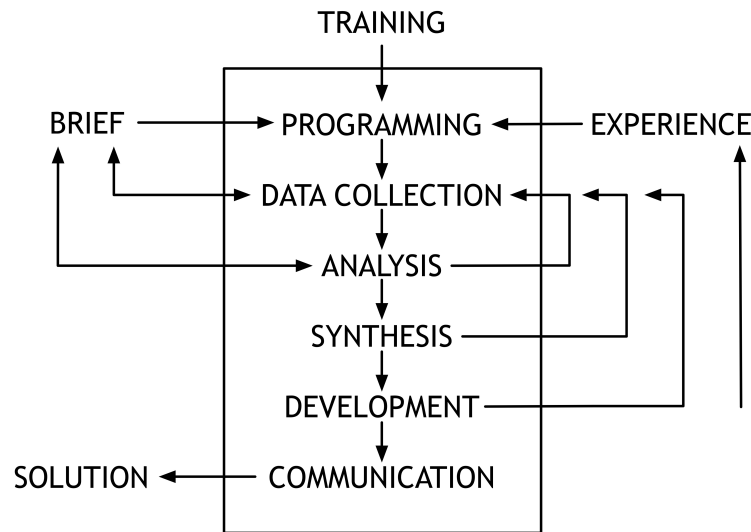 TRAINING
BRIEF
PROGRAMMING
EXPERIENCE
DATA COLLECTION
ANALYSIS
SYNTHESIS
DEVELOPMENT
SOLUTION
COMMUNICATION